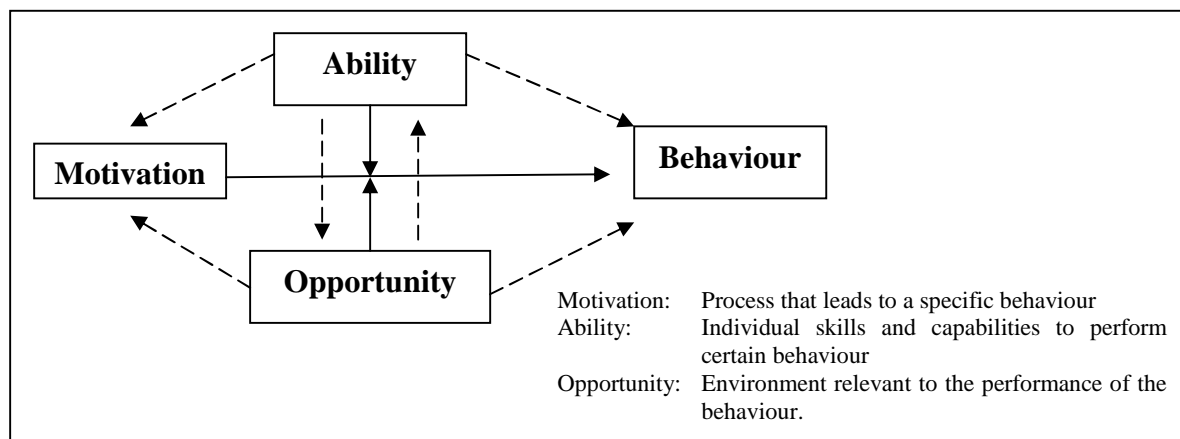 Ability
Motivation
Behaviour
Opportunity
Motivation: Process that leads to a specific behaviour
Ability: Individual skills and capabilities to perform
certain behaviour
Opportunity: Environment relevant to the performance of the
behaviour.